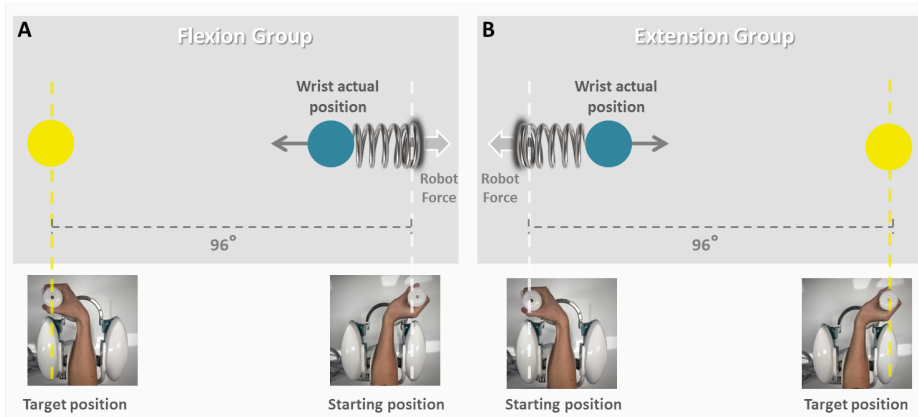 A
Flexion Group
Wrist actual
position
Robot
Force
96°
Target position
Starting position
B
Extension Group
Wrist actual
position
Robot
Force
96°
Starting position
Target position